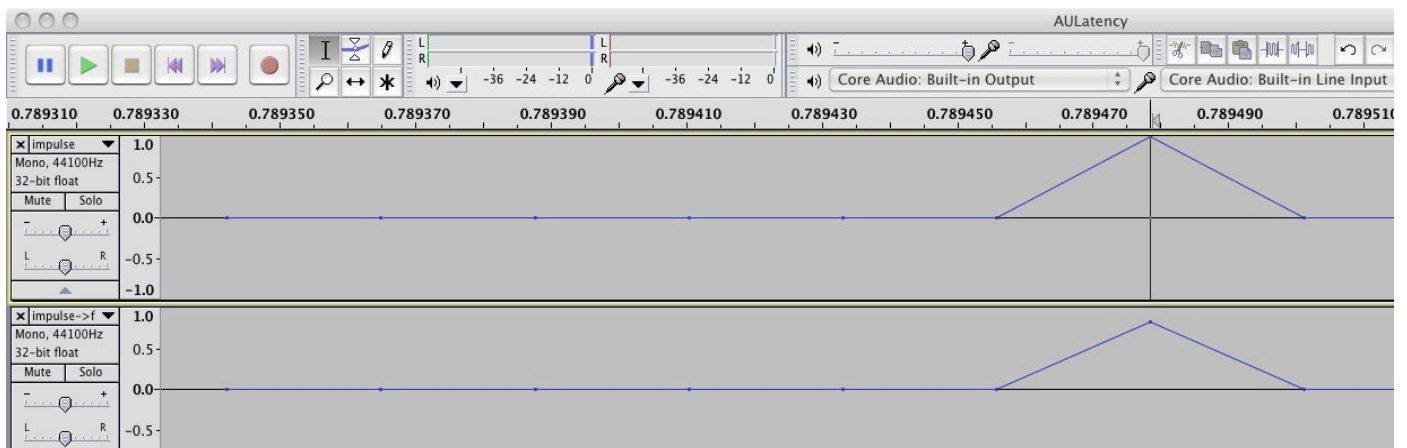 AULatency
L
R
-36 -24 -12 0
L
R
-36 -24 -12 0
Core Audio: Built-in Output
Core Audio: Built-in Line Input
0.789310 0.789330 0.789350 0.789370 0.789390 0.789410 0.789430 0.789450 0.789470 0.789490 0.78951
impulse
Mono, 44100Hz
32-bit float
Mute Solo
- +
L R
1.0
0.5-
0.0-
-0.5-
-1.0
impulse->f
Mono, 44100Hz
32-bit float
Mute Solo
- +
L R
1.0
0.5-
0.0-
-0.5-